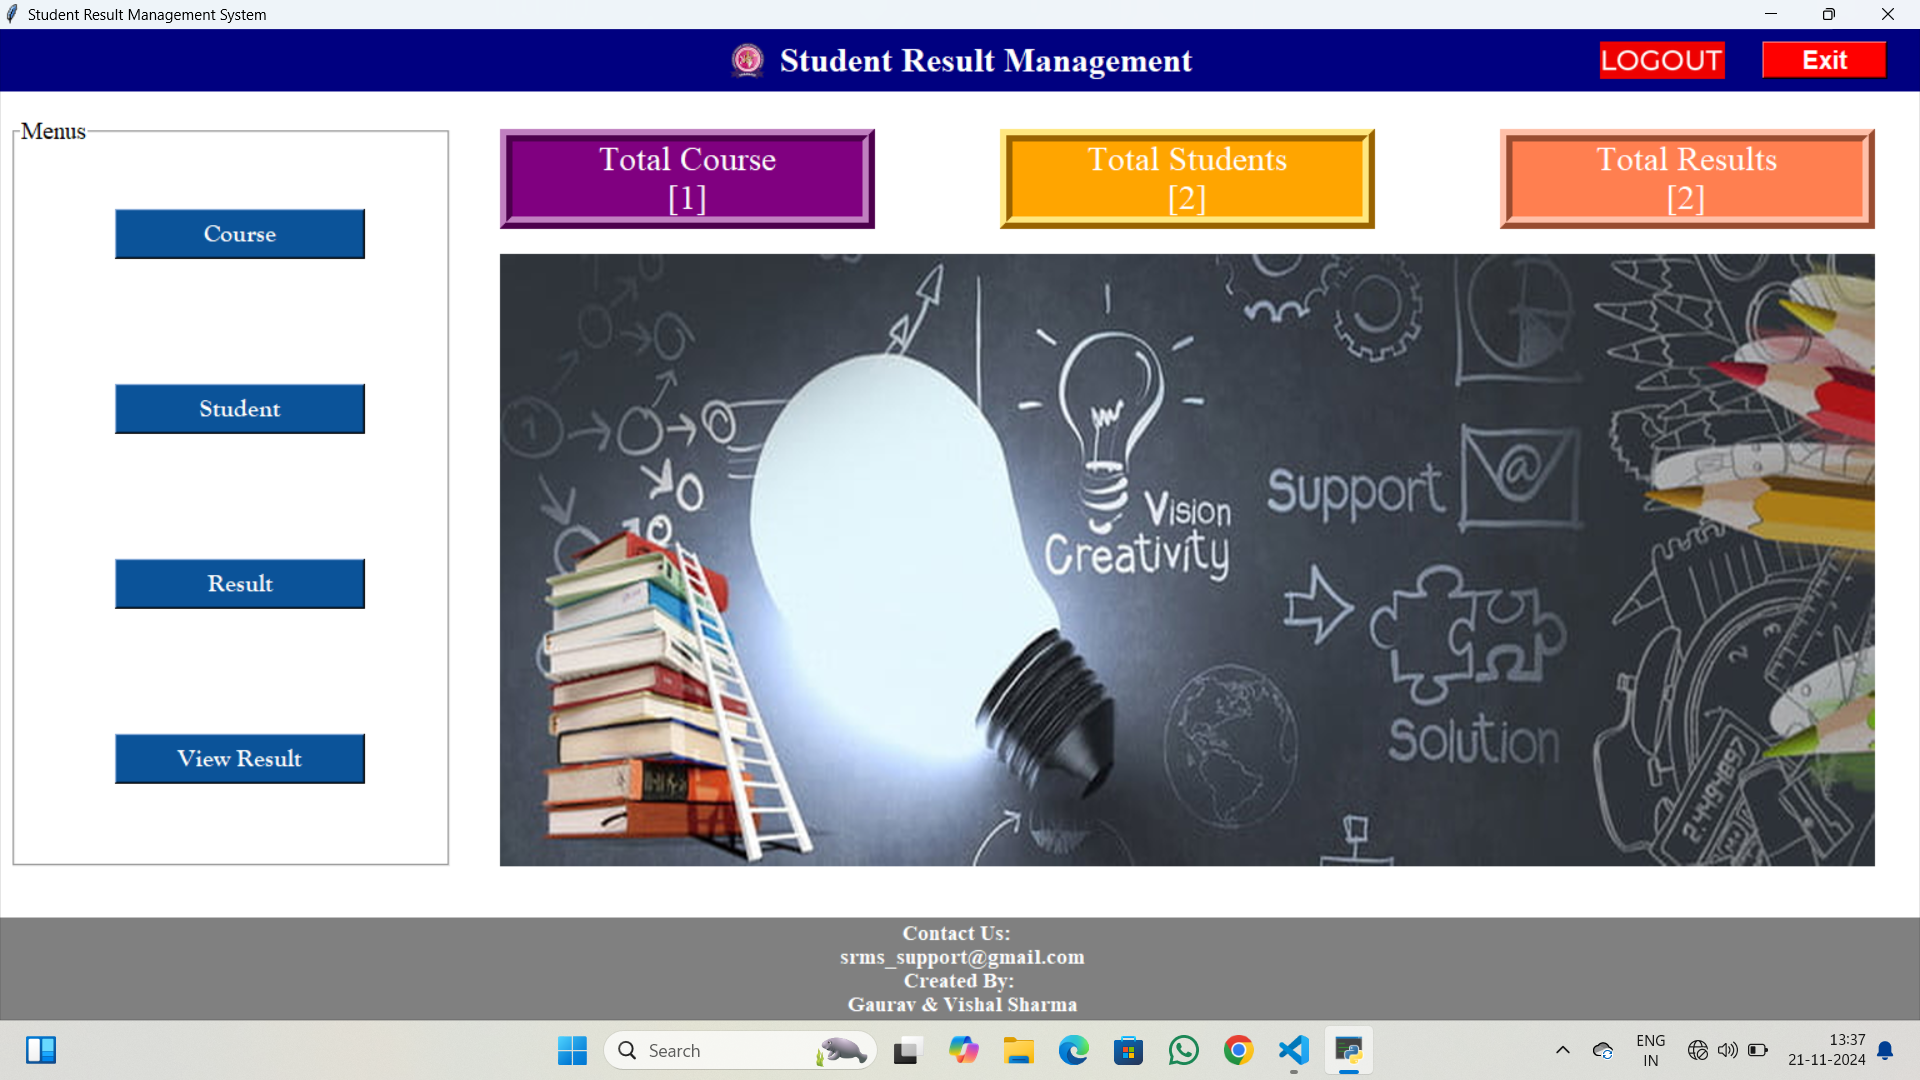 Student Result Management System
Student Result Management
LOGOUT
Exit
Menus
Course
Student
Result
View Result
Total Course
[1]
Total Students
[2]
Total Results
[2]
Vision
Creativity
Support
@
Solution
2.4494897
Contact Us:
srms_support@gmail.com
Created By:
Gaurav & Vishal Sharma
Search
ENG
IN
13:37
21-11-2024